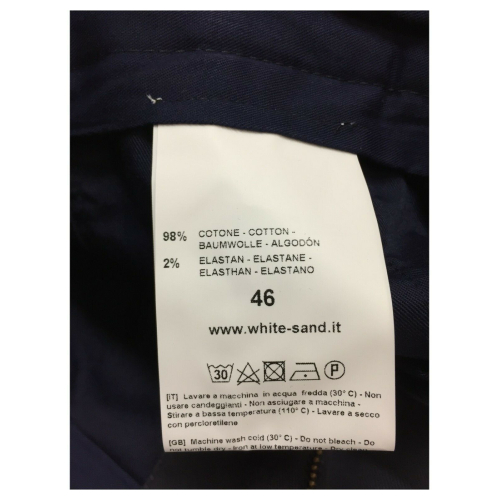 98% COTONE - COTTON -
BAUMWOLLE - ALGODÓN
2% ELASTAN - ELASTANE -
ELASTHAN - ELASTANO
46
www.white-sand.it
30 P
[IT] Lavare a macchina in acqua fredda (30° C) - Non
usare candeggianti - Non asciugare a macchina -
Stirare a bassa temperatura (110° C) - Lavare a secco
con percloretilene
[GB] Machine wash cold (30° C) - Do not bleach - Do
not tumble dry - Iron at low temperature - Dry clean